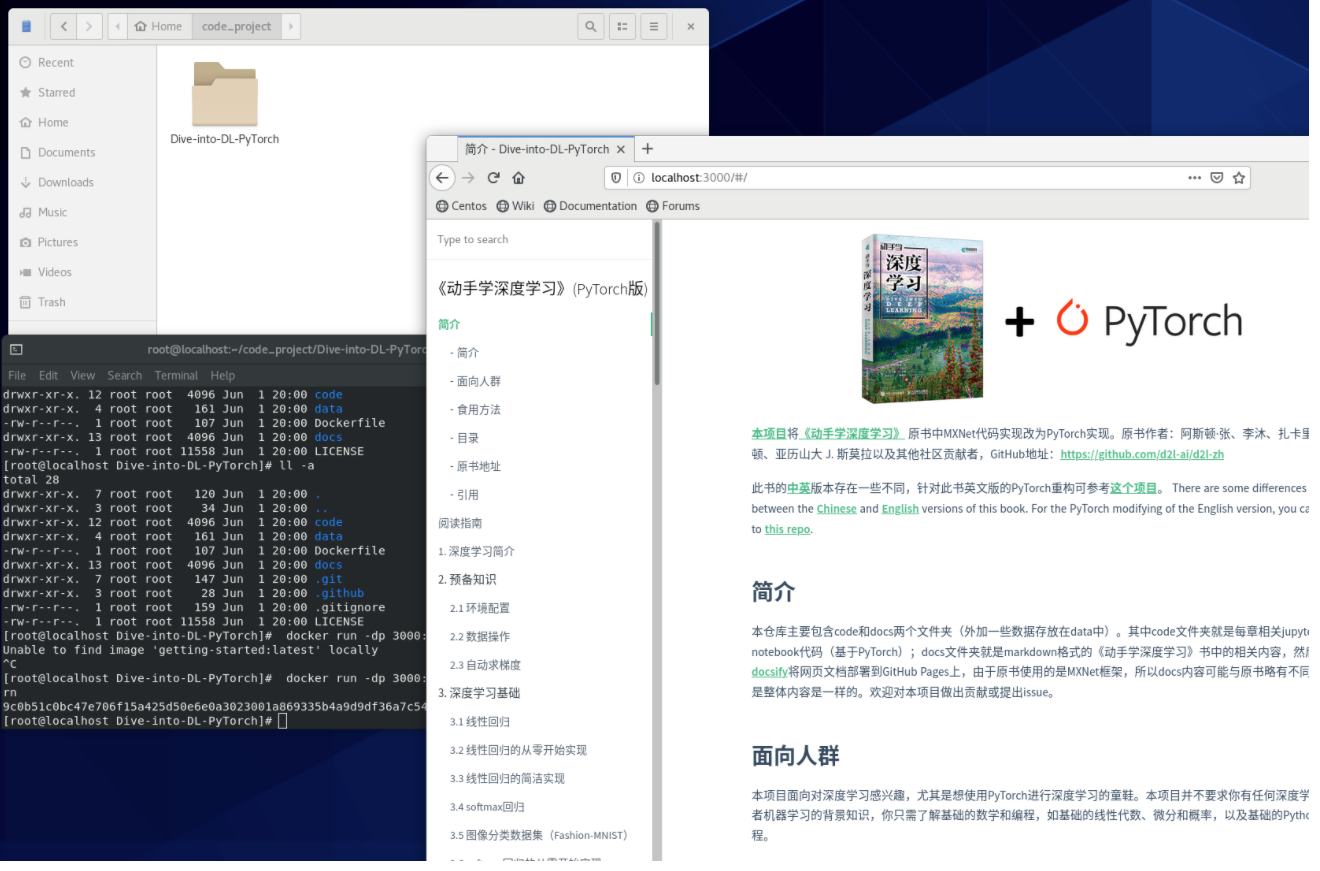 Home
code_project
Recent
Starred
Home
Documents
Downloads
Music
Pictures
Videos
Trash
Dive-into-DL-PyTorch
root@localhost:~/code_project/Dive-into-DL-PyTorc
File Edit View Search Terminal Help
drwxr-xr-x. 12 root root  4096 Jun  1 20:00 code
drwxr-xr-x.  4 root root   161 Jun  1 20:00 data
-rw-r--r--.  1 root root   107 Jun  1 20:00 Dockerfile
drwxr-xr-x. 13 root root  4096 Jun  1 20:00 docs
-rw-r--r--.  1 root root 11558 Jun  1 20:00 LICENSE
[root@localhost Dive-into-DL-PyTorch]# ll -a
total 28
drwxr-xr-x.  7 root root   120 Jun  1 20:00 .
drwxr-xr-x.  3 root root    34 Jun  1 20:00 ..
drwxr-xr-x. 12 root root  4096 Jun  1 20:00 code
drwxr-xr-x.  4 root root   161 Jun  1 20:00 data
-rw-r--r--.  1 root root   107 Jun  1 20:00 Dockerfile
drwxr-xr-x. 13 root root  4096 Jun  1 20:00 docs
drwxr-xr-x.  7 root root   147 Jun  1 20:00 .git
drwxr-xr-x.  3 root root    28 Jun  1 20:00 .github
-rw-r--r--.  1 root root   159 Jun  1 20:00 .gitignore
-rw-r--r--.  1 root root 11558 Jun  1 20:00 LICENSE
[root@localhost Dive-into-DL-PyTorch]#  docker run -dp 3000:
Unable to find image 'getting-started:latest' locally
^C
[root@localhost Dive-into-DL-PyTorch]#  docker run -dp 3000:
rn
9c0b51c0bc47e706f15a425d50e6e0a3023001a869335b4a9d9df36a7c54
[root@localhost Dive-into-DL-PyTorch]#
简介 - Dive-into-DL-PyTorch
localhost:3000/#/
Centos Wiki Documentation Forums
Type to search
《动手学深度学习》(PyTorch版)
简介
- 简介
- 面向人群
- 食用方法
- 目录
- 原书地址
- 引用
阅读指南
1. 深度学习简介
2. 预备知识
2.1 环境配置
2.2 数据操作
2.3 自动求梯度
3. 深度学习基础
3.1 线性回归
3.2 线性回归的从零开始实现
3.3 线性回归的简洁实现
3.4 softmax回归
3.5 图像分类数据集（Fashion-MNIST）
动手学
深度
学习
DIVE INTO
DEEP
LEARNING
动手学
深度学习
+ PyTorch
本项目将《动手学深度学习》 原书中MXNet代码实现改为PyTorch实现。原书作者：阿斯顿·张、李沐、扎卡里
顿、亚历山大 J. 斯莫拉以及其他社区贡献者，GitHub地址：https://github.com/d2l-ai/d2l-zh
此书的中英版本存在一些不同，针对此书英文版的PyTorch重构可参考这个项目。 There are some differences
between the Chinese and English versions of this book. For the PyTorch modifying of the English version, you ca
to this repo.
简介
本仓库主要包含code和docs两个文件夹（外加一些数据存放在data中）。其中code文件夹就是每章相关jupyte
notebook代码（基于PyTorch）；docs文件夹就是markdown格式的《动手学深度学习》书中的相关内容，然后
docsify将网页文档部署到GitHub Pages上，由于原书使用的是MXNet框架，所以docs内容可能与原书略有不同
是整体内容是一样的。欢迎对本项目做出贡献或提出issue。
面向人群
本项目面向对深度学习感兴趣，尤其是想使用PyTorch进行深度学习的童鞋。本项目并不要求你有任何深度学
者机器学习的背景知识，你只需了解基础的数学和编程，如基础的线性代数、微分和概率，以及基础的Pytho
程。